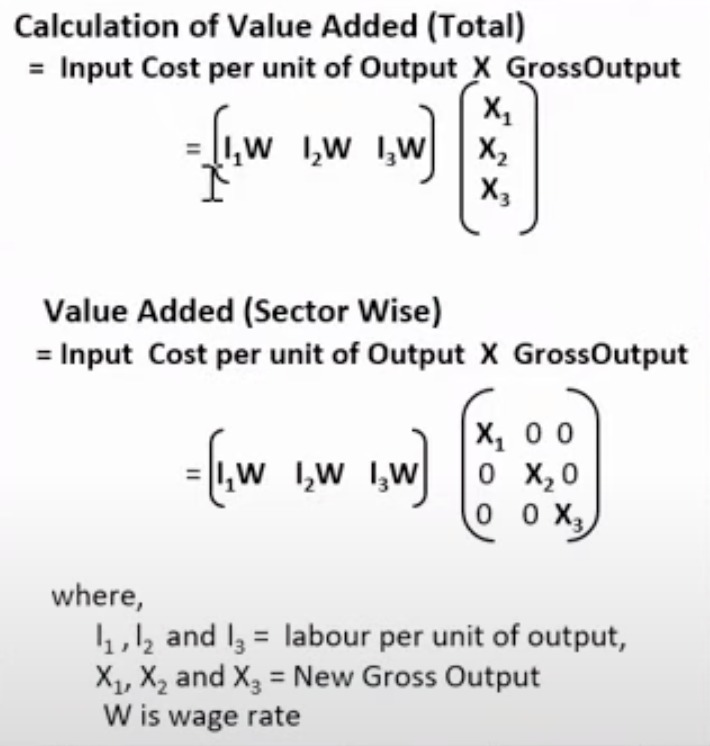 Calculation of Value Added (Total)
= Input Cost per unit of Output X GrossOutput
= (l₁W l₂W l₃W) (X₁
X₂
X₃)
Value Added (Sector Wise)
= Input Cost per unit of Output X GrossOutput
= (l₁W l₂W l₃W) (X₁ 0 0
0 X₂ 0
0 0 X₃)
where,
l₁ , l₂ and l₃ = labour per unit of output,
X₁, X₂ and X₃ = New Gross Output
W is wage rate